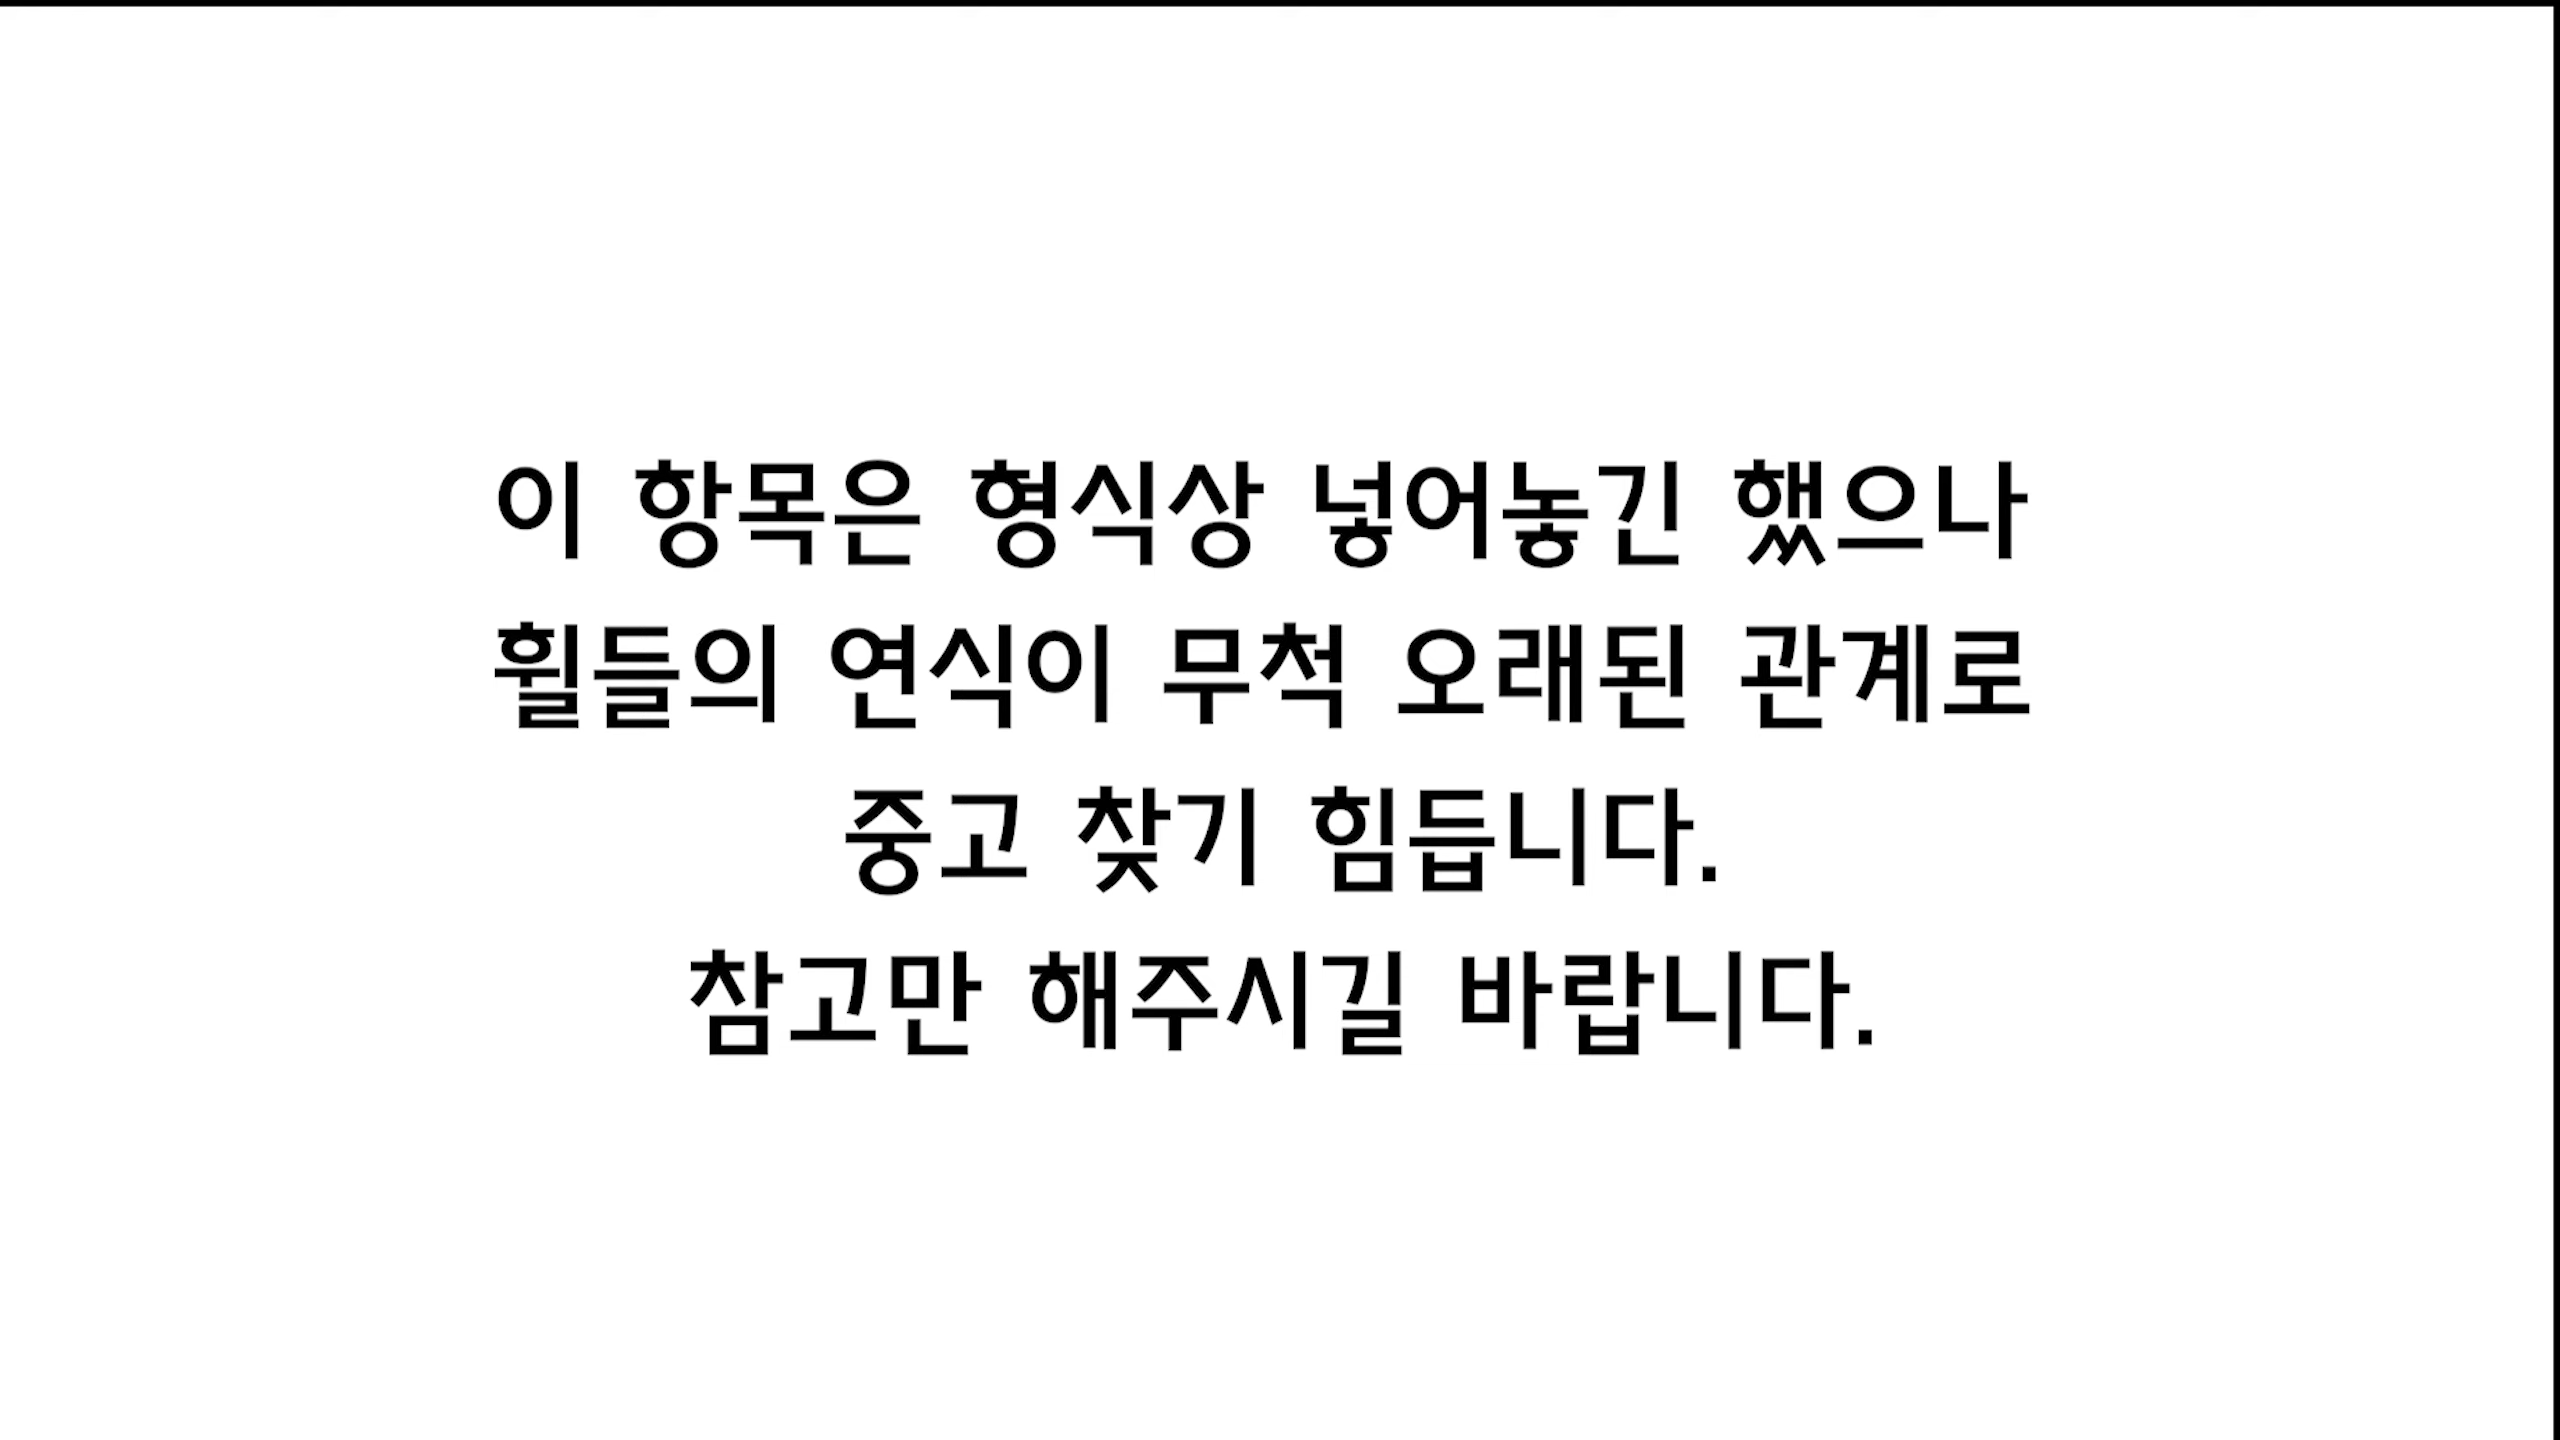 이 항목은 형식상 넣어놓긴 했으나
휠들의 연식이 무척 오래된 관계로
중고 찾기 힘듭니다.
참고만 해주시길 바랍니다.